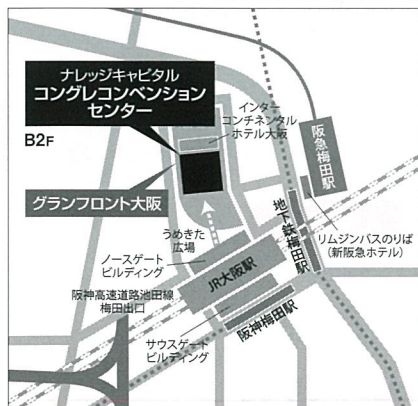 ナレッジキャピタル
コングレコンベンション
センター
B2F
インター
コンチネンタル
ホテル大阪
阪急梅田駅
グランフロント大阪
うめきた
広場
地下鉄梅田駅
リムジンバスのりば
(新阪急ホテル)
ノースゲート
ビルディング
JR大阪駅
阪神高速道路池田線
梅田出口
阪神梅田駅
サウスゲート
ビルディング